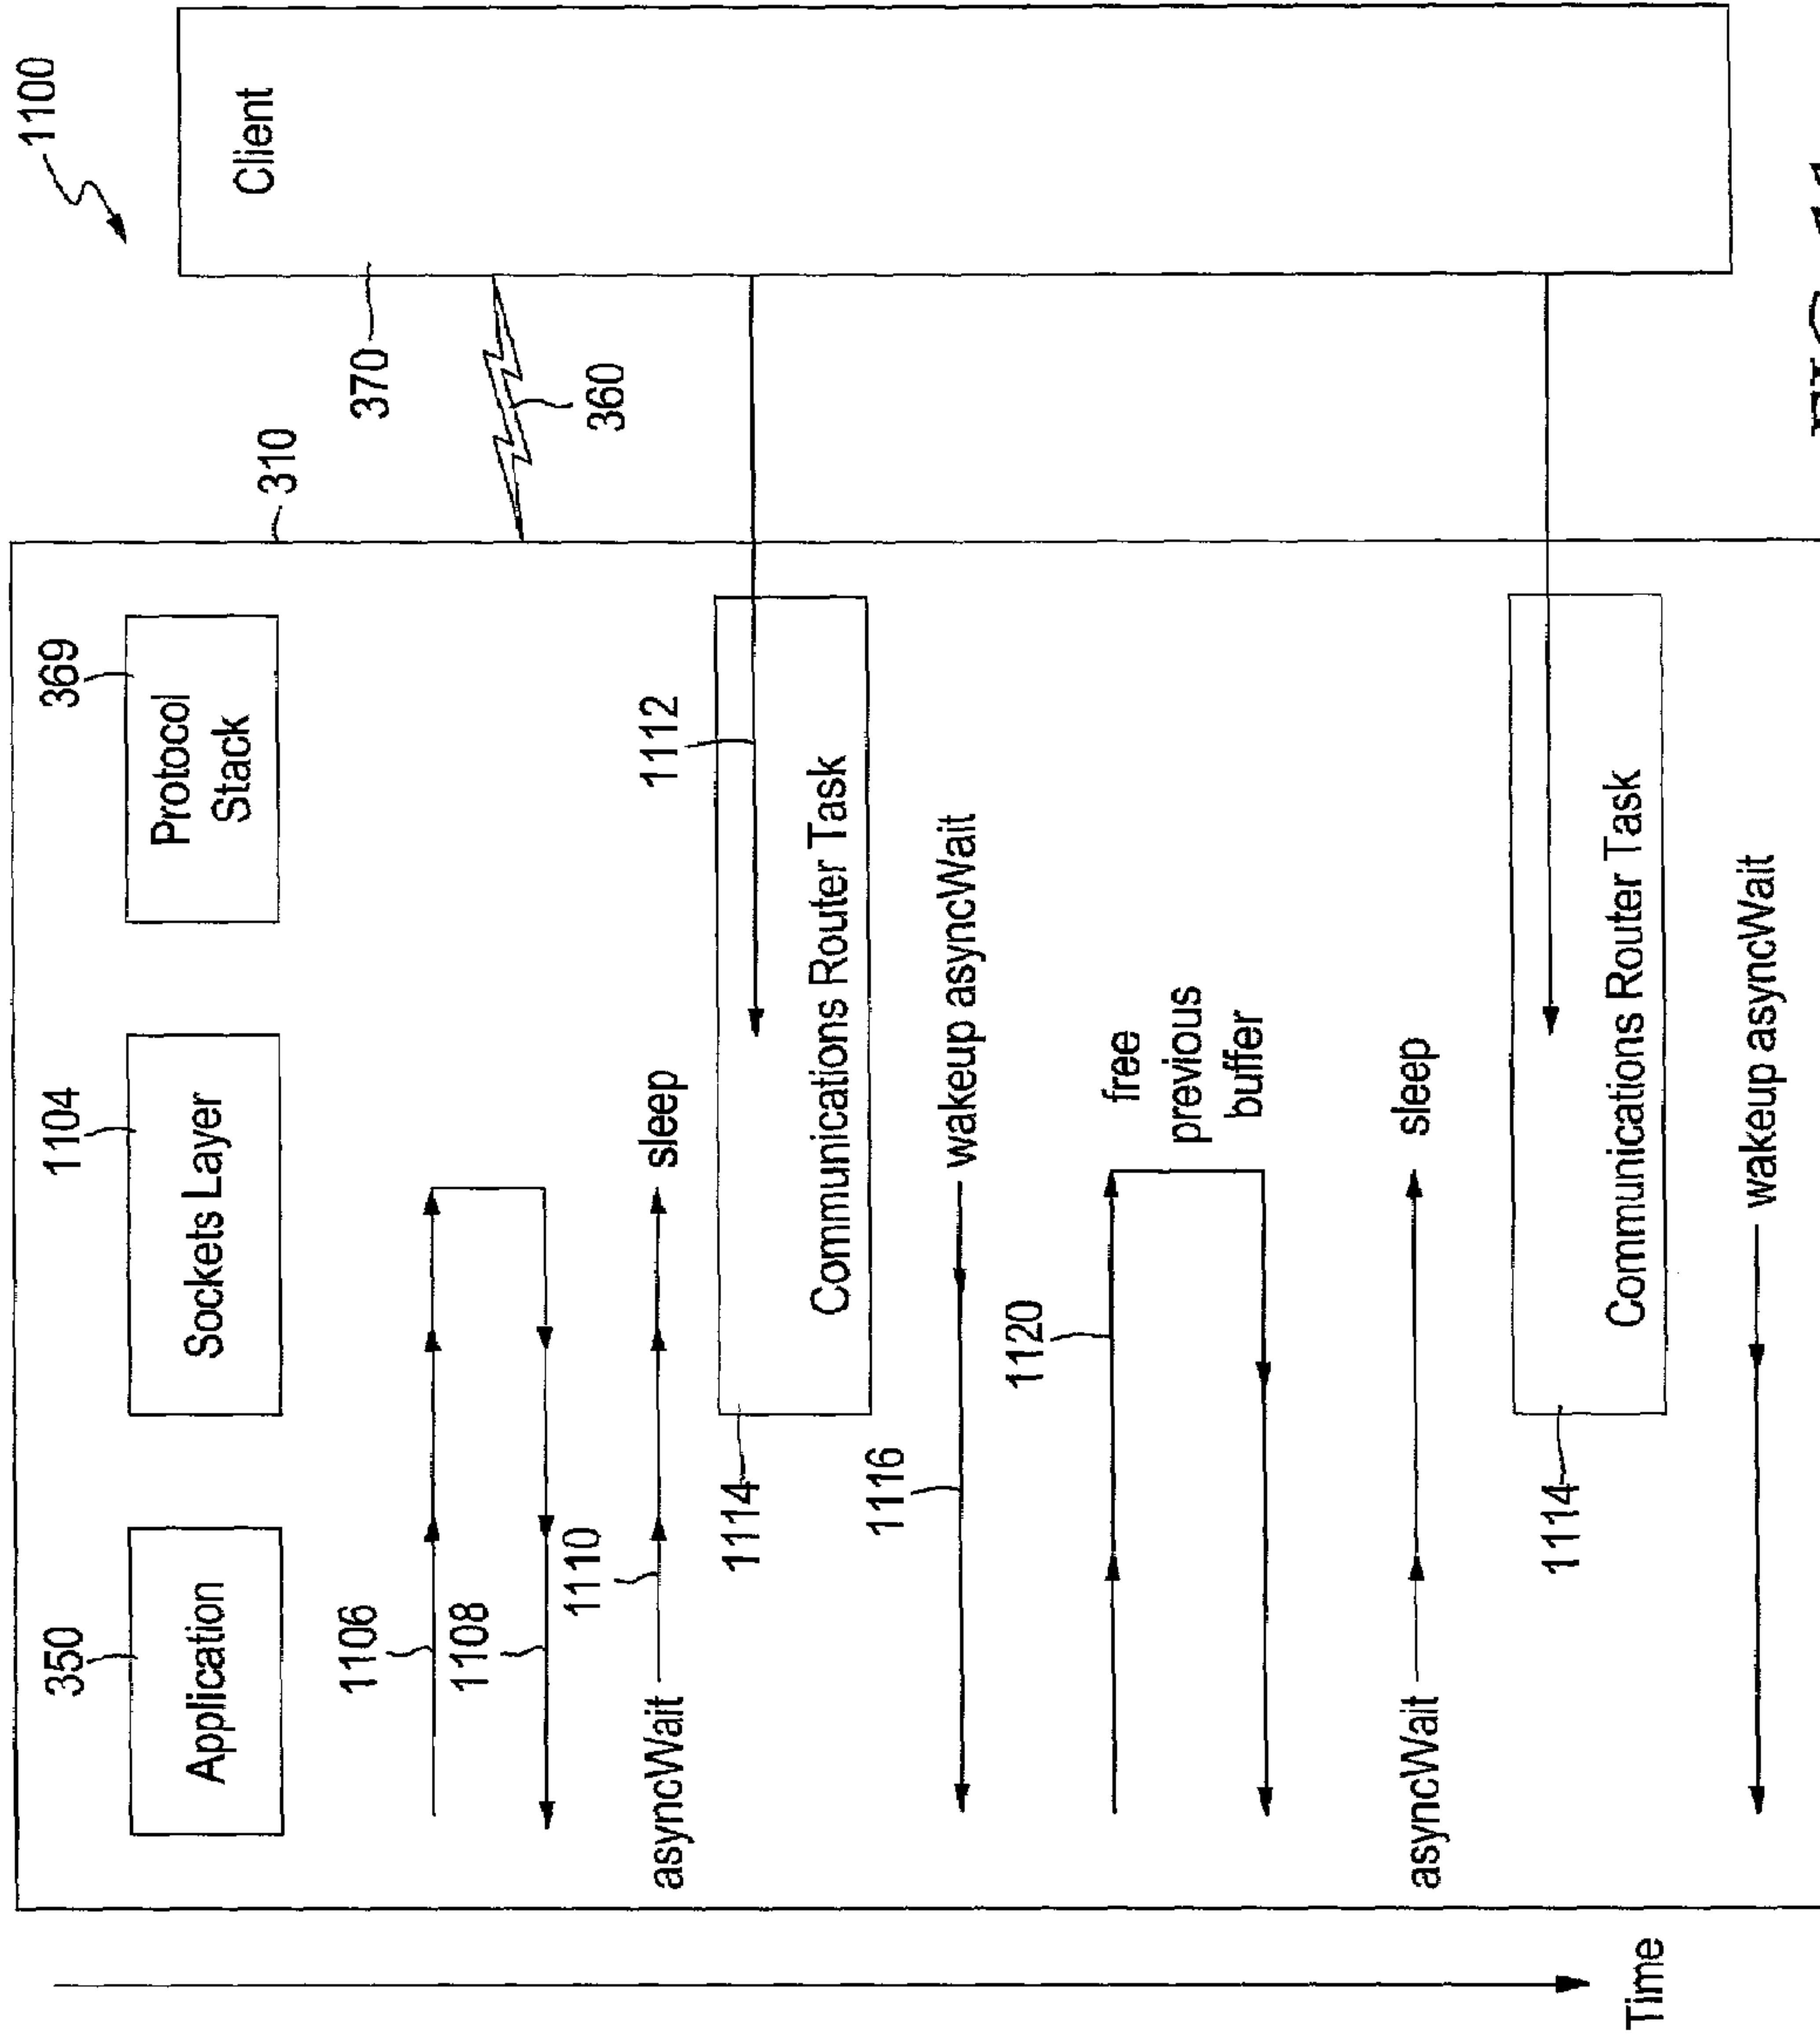 1100
350
1104
369
Application
Sockets Layer
Protocol
Stack
310
Client
370
1106
1108
360
1110
asyncWait
sleep
1112
1114
Communications Router Task
1116
wakeup asyncWait
1120
free
previous
buffer
asyncWait
sleep
1114
Communications Router Task
Time
wakeup asyncWait